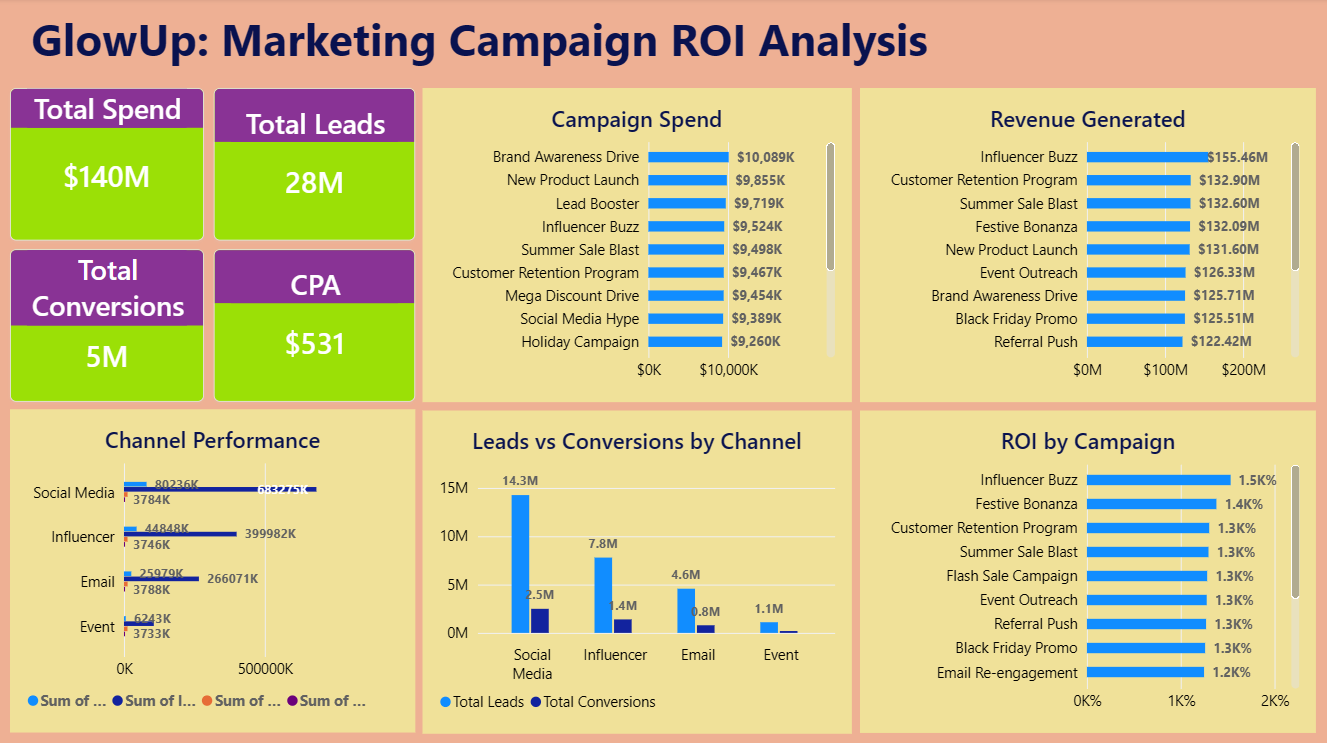 GlowUp: Marketing Campaign ROI Analysis
Total Spend
$140M
Total Leads
28M
Total
Conversions
5M
CPA
$531
Campaign Spend
Brand Awareness Drive $10,089K
New Product Launch $9,855K
Lead Booster $9,719K
Influencer Buzz $9,524K
Summer Sale Blast $9,498K
Customer Retention Program $9,467K
Mega Discount Drive $9,454K
Social Media Hype $9,389K
Holiday Campaign $9,260K
$0K $10,000K
Revenue Generated
Influencer Buzz $155.46M
Customer Retention Program $132.90M
Summer Sale Blast $132.60M
Festive Bonanza $132.09M
New Product Launch $131.60M
Event Outreach $126.33M
Brand Awareness Drive $125.71M
Black Friday Promo $125.51M
Referral Push $122.42M
$0M $100M $200M
Channel Performance
80236K
Social Media 683275K
3784K
44848K
Influencer 399982K
3746K
25979K
Email 266071K
3788K
6243K
Event
3733K
0K 500000K
Sum of ... Sum of I... Sum of ... Sum of ...
Leads vs Conversions by Channel
14.3M
15M
10M
7.8M
5M
4.6M
2.5M
1.4M
0.8M
1.1M
0M
Social
Media
Influencer Email Event
Total Leads Total Conversions
ROI by Campaign
Influencer Buzz 1.5K%
Festive Bonanza 1.4K%
Customer Retention Program 1.3K%
Summer Sale Blast 1.3K%
Flash Sale Campaign 1.3K%
Event Outreach 1.3K%
Referral Push 1.3K%
Black Friday Promo 1.3K%
Email Re-engagement 1.2K%
0K% 1K% 2K%